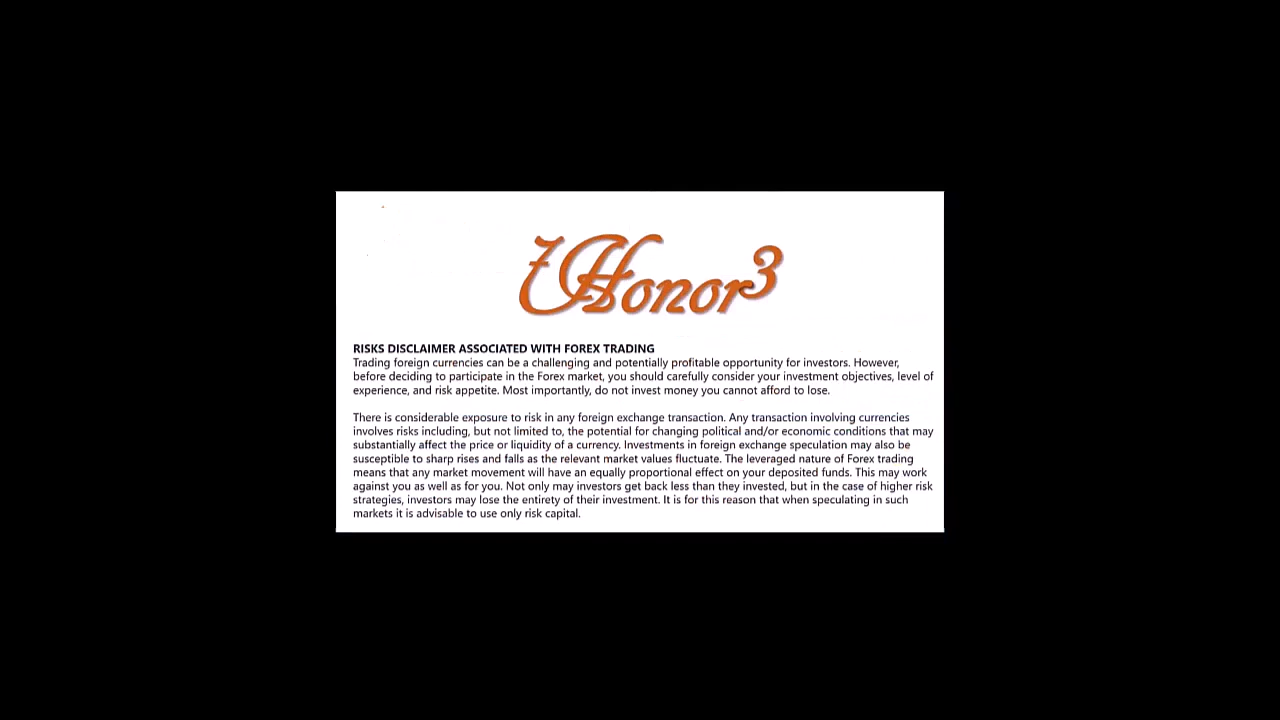 7Honor3
RISKS DISCLAIMER ASSOCIATED WITH FOREX TRADING
Trading foreign currencies can be a challenging and potentially profitable opportunity for investors. However,
before deciding to participate in the Forex market, you should carefully consider your investment objectives, level of
experience, and risk appetite. Most importantly, do not invest money you cannot afford to lose.
There is considerable exposure to risk in any foreign exchange transaction. Any transaction involving currencies
involves risks including, but not limited to, the potential for changing political and/or economic conditions that may
substantially affect the price or liquidity of a currency. Investments in foreign exchange speculation may also be
susceptible to sharp rises and falls as the relevant market values fluctuate. The leveraged nature of Forex trading
means that any market movement will have an equally proportional effect on your deposited funds. This may work
against you as well as for you. Not only may investors get back less than they invested, but in the case of higher risk
strategies, investors may lose the entirety of their investment. It is for this reason that when speculating in such
markets it is advisable to use only risk capital.